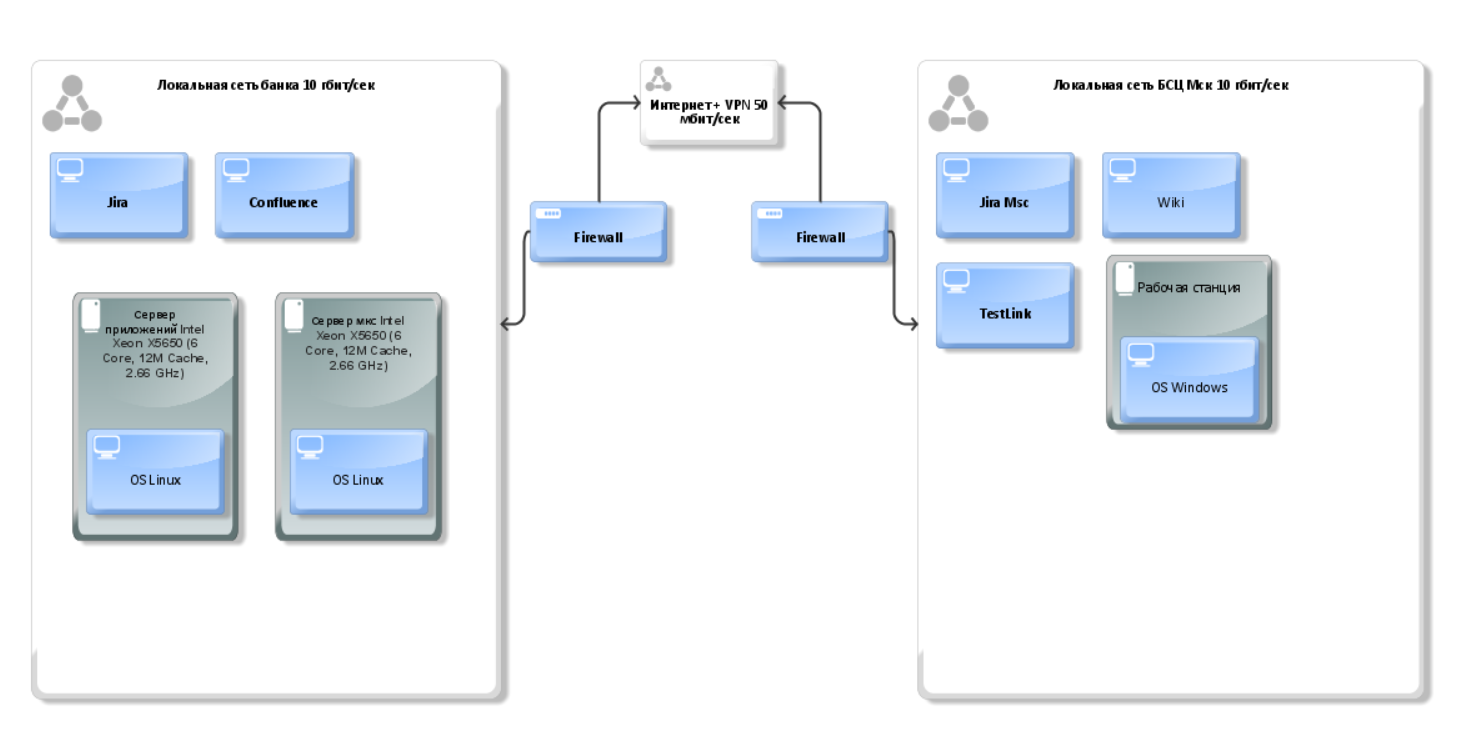 Локальная сеть банка 10 гбит/сек
Jira
Confluence
Сервер
приложений Intel
Xeon X5650 (6
Core, 12M Cache,
2.66 GHz)
OS Linux
Сервер мкс Intel
Xeon X5650 (6
Core, 12M Cache,
2.66 GHz)
OS Linux
Интернет + VPN 50
мбит/сек
Firewall
Firewall
Локальная сеть БСЦ Мск 10 гбит/сек
Jira Msc
Wiki
TestLink
Рабочая станция
OS Windows